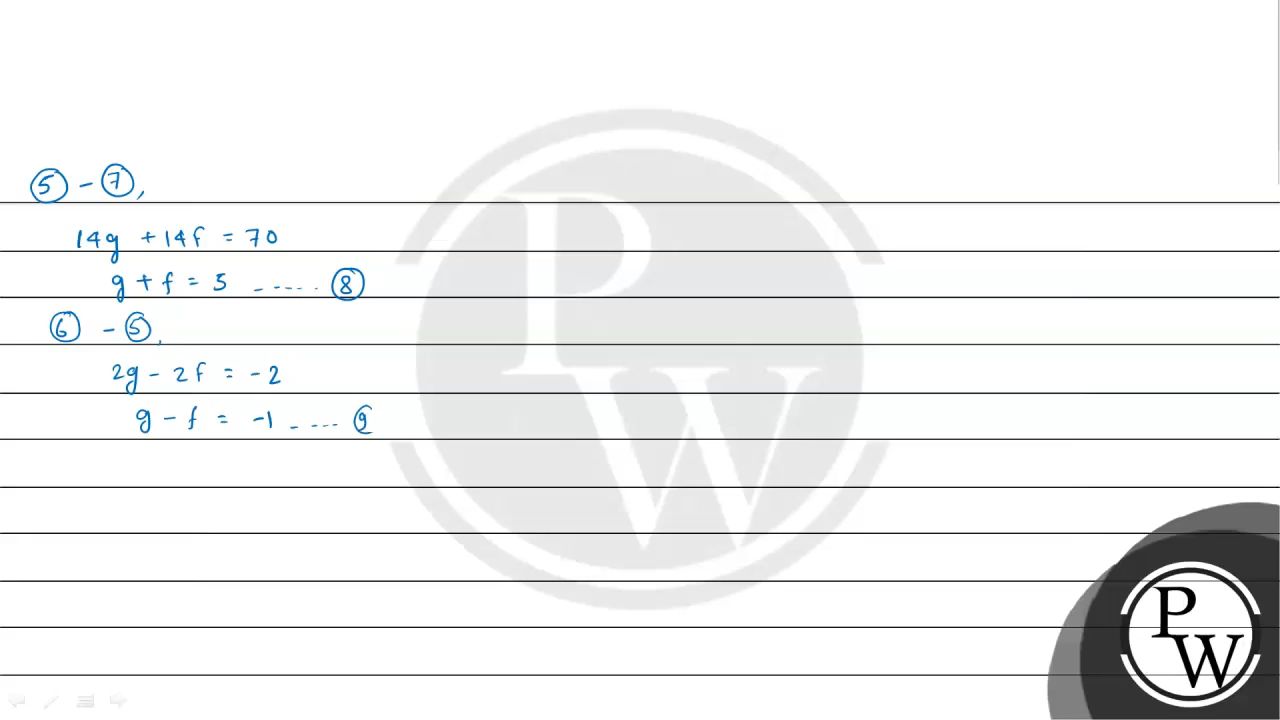 ⑤ - ⑦,
14g + 14f = 70
g + f = 5 ------ ⑧
⑥ - ⑤,
2g - 2f = -2
g - f = -1 ------ ⑨
P
W
P
W